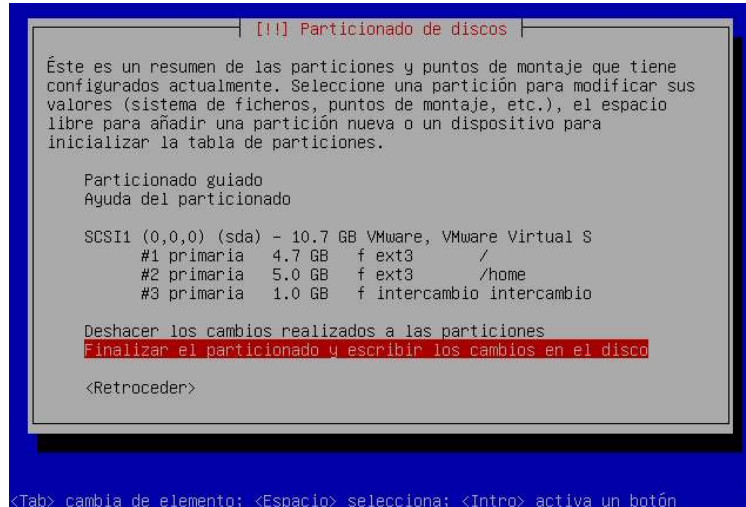 [!!] Particionado de discos
Éste es un resumen de las particiones y puntos de montaje que tiene
configurados actualmente. Seleccione una partición para modificar sus
valores (sistema de ficheros, puntos de montaje, etc.), el espacio
libre para añadir una partición nueva o un dispositivo para
inicializar la tabla de particiones.
Particionado guiado
Ayuda del particionado
SCSI1 (0,0,0) (sda) – 10.7 GB VMware, VMware Virtual S
#1 primaria 4.7 GB f ext3 /
#2 primaria 5.0 GB f ext3 /home
#3 primaria 1.0 GB f intercambio intercambio
Deshacer los cambios realizados a las particiones
Finalizar el particionado y escribir los cambios en el disco
<Retroceder>
<Tab> cambia de elemento; <Espacio> selecciona; <Intro> activa un botón